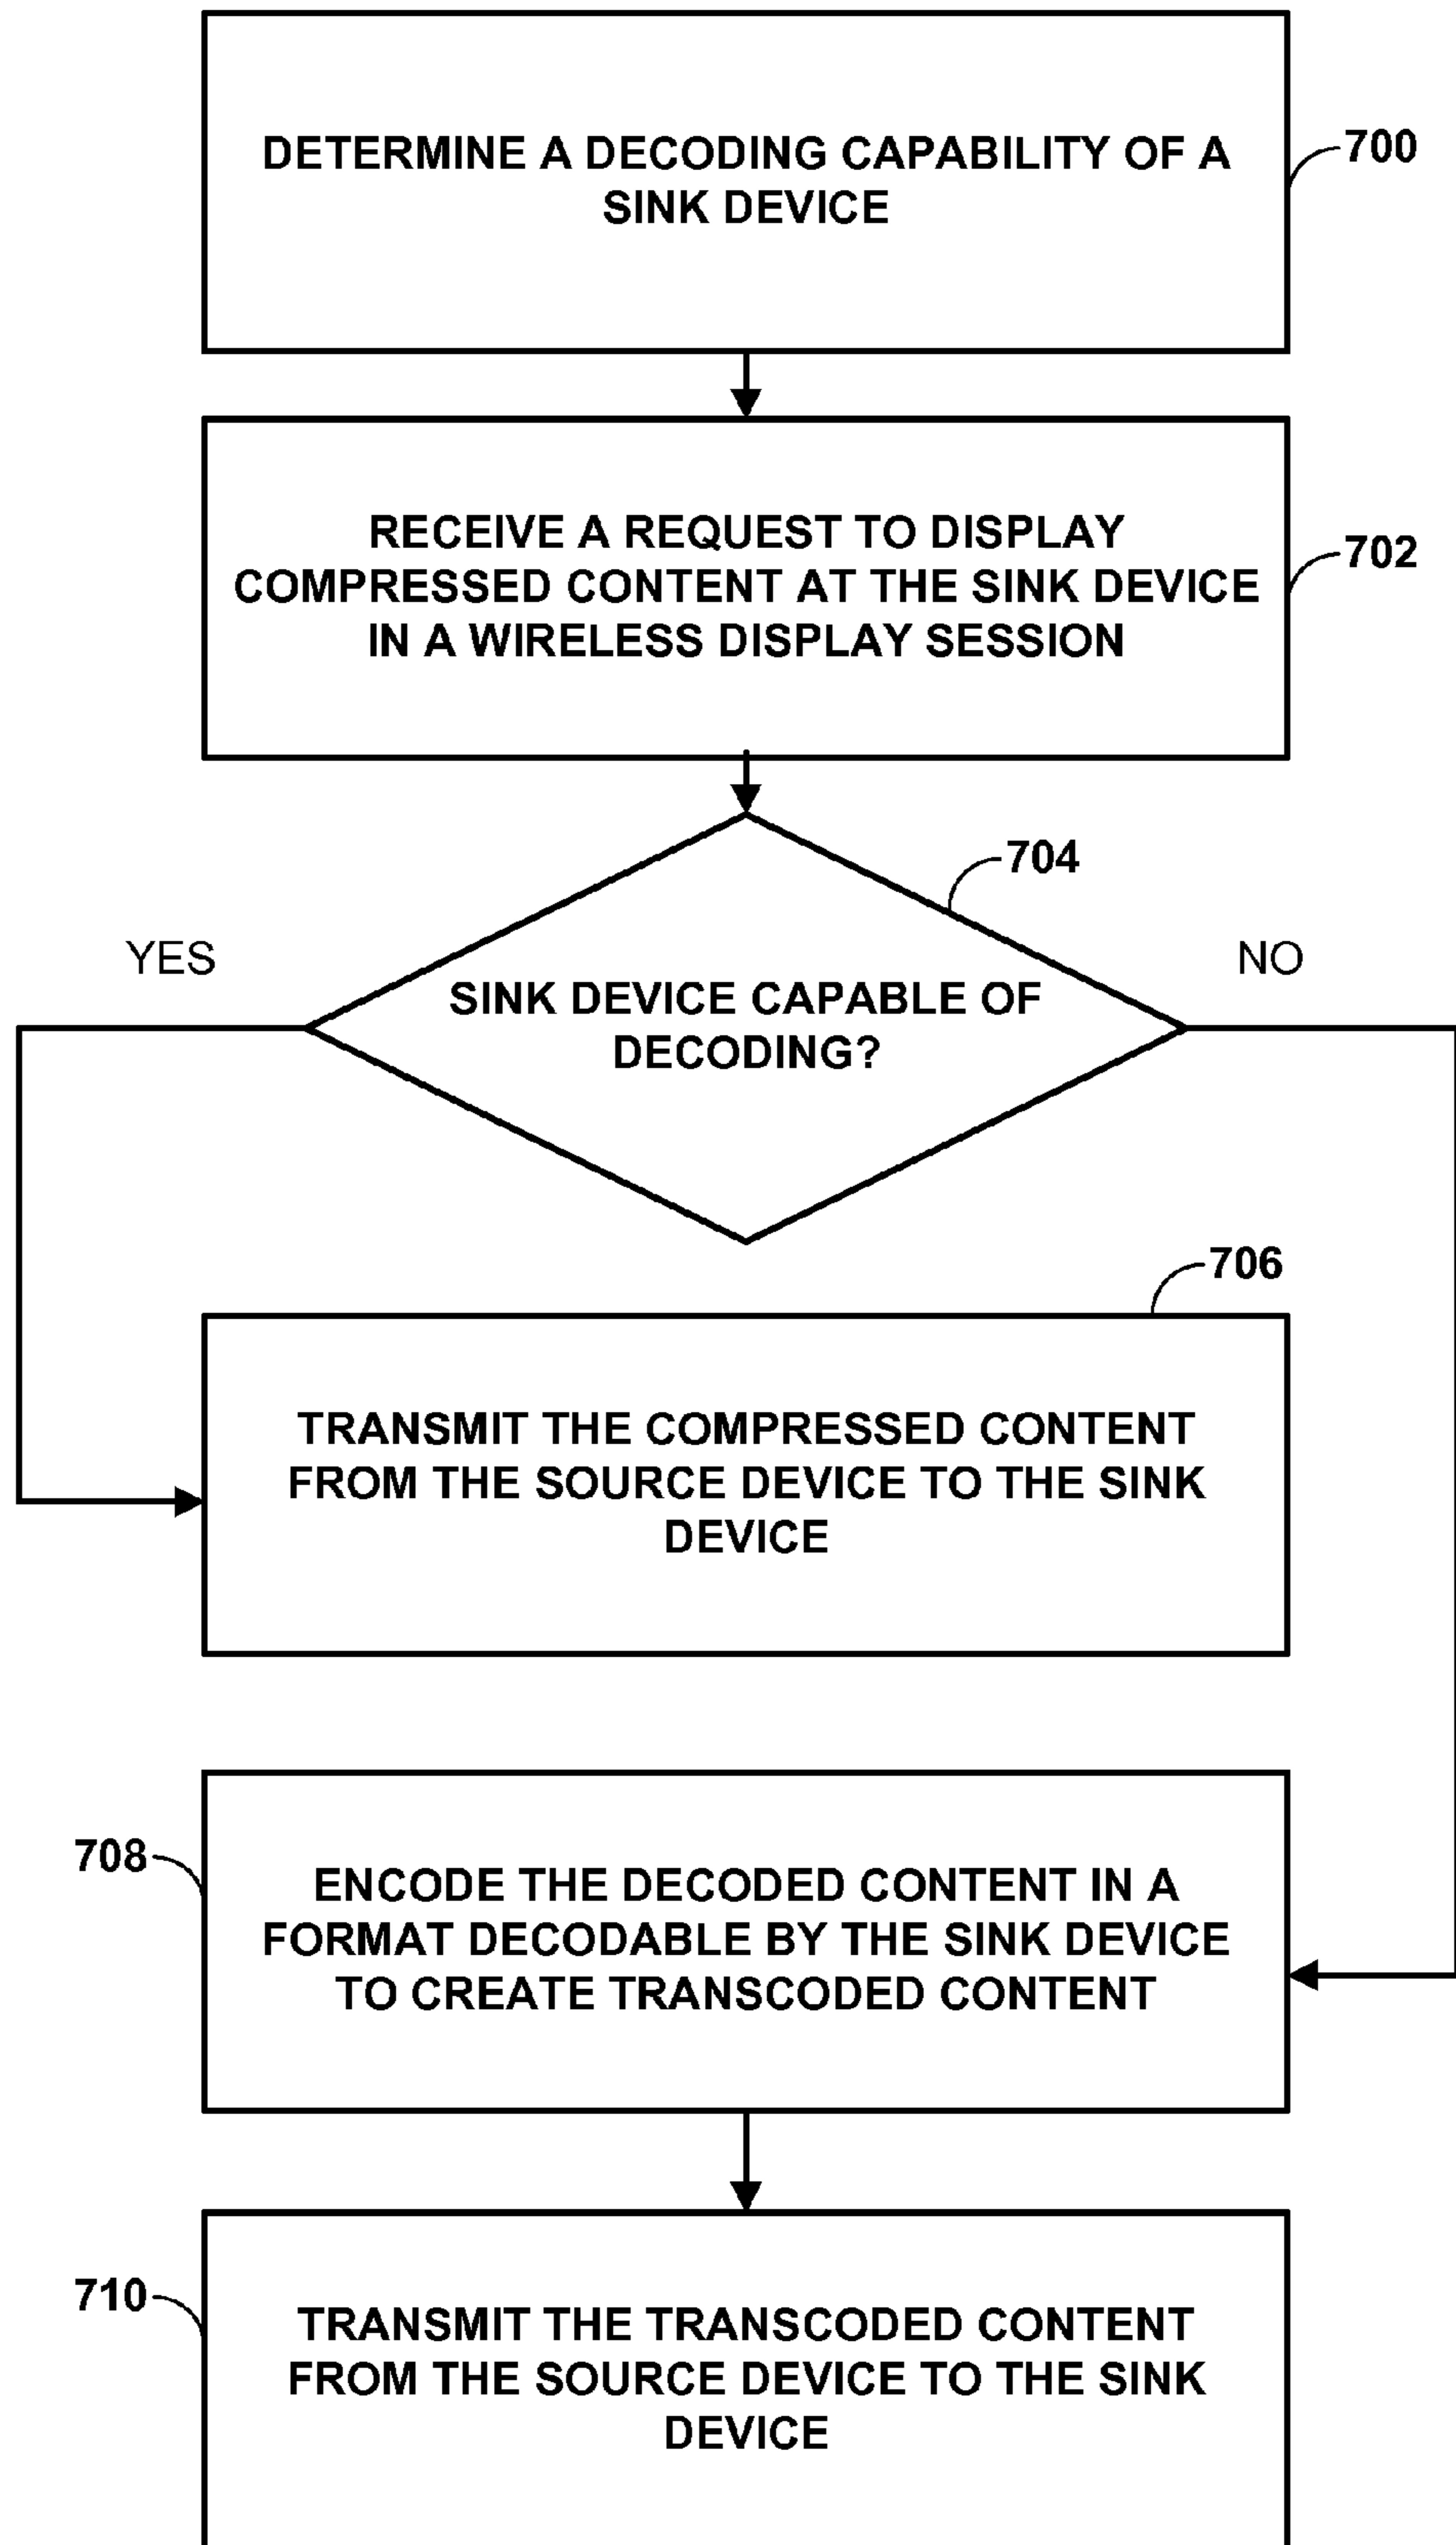 DETERMINE A DECODING CAPABILITY OF A
SINK DEVICE
700
RECEIVE A REQUEST TO DISPLAY
COMPRESSED CONTENT AT THE SINK DEVICE
IN A WIRELESS DISPLAY SESSION
702
704
YES
NO
SINK DEVICE CAPABLE OF
DECODING?
706
TRANSMIT THE COMPRESSED CONTENT
FROM THE SOURCE DEVICE TO THE SINK
DEVICE
708
ENCODE THE DECODED CONTENT IN A
FORMAT DECODABLE BY THE SINK DEVICE
TO CREATE TRANSCODED CONTENT
710
TRANSMIT THE TRANSCODED CONTENT
FROM THE SOURCE DEVICE TO THE SINK
DEVICE